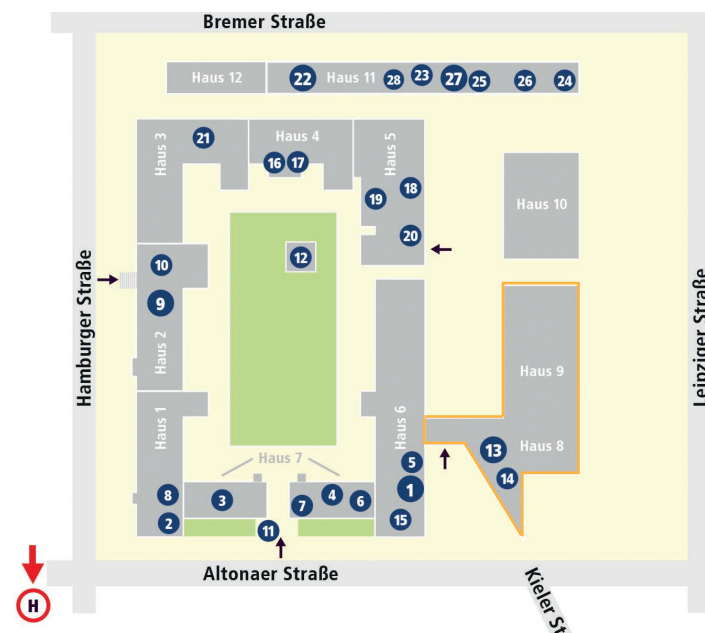 Bremer Straße
Haus 12
22
Haus 11
28
23
27
25
26
24
Haus 3
21
Haus 4
16
17
Haus 5
18
19
20
Haus 10
12
10
9
Haus 2
Hamburger Straße
Leipziger Straße
Haus 9
Haus 8
13
14
Haus 1
Haus 6
Haus 7
5
1
15
8
2
3
7
4
6
11
Altonaer Straße
H
Kieler St